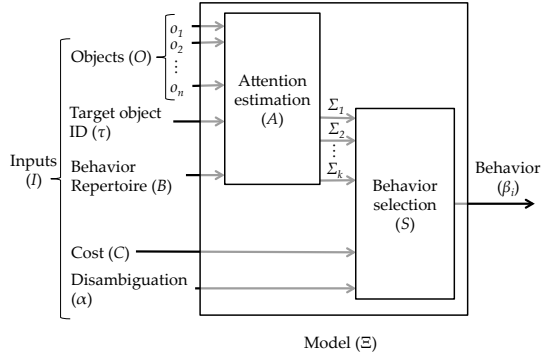 Inputs
(I)
Objects (O)
o1
o2
⋮
on
Target object
ID (τ)
Behavior
Repertoire (B)
Cost (C)
Disambiguation
(α)
Attention
estimation
(A)
Σ1
Σ2
⋮
Σk
Behavior
selection
(S)
Behavior
(βi)
Model (Ξ)